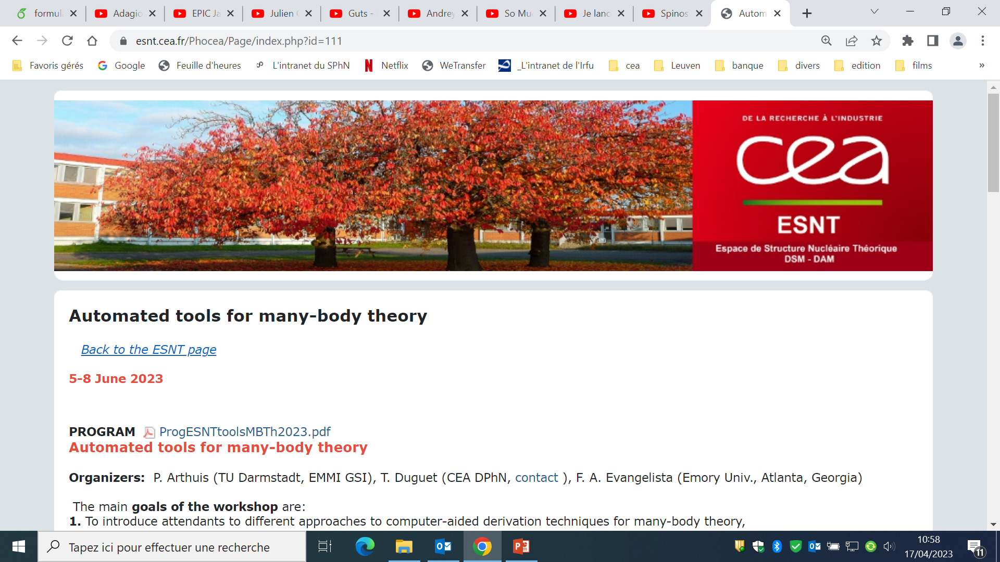 formul
Adagio
EPIC Ja
Julien
Guts -
Andrey
So Mu
Je lanc
Spinos
Autom
esnt.cea.fr/Phocea/Page/index.php?id=111
Favoris gérés
Google
Feuille d'heures
L'intranet du SPhN
Netflix
WeTransfer
_L'intranet de l'Irfu
cea
Leuven
banque
divers
edition
films
»
DE LA RECHERCHE À L'INDUSTRIE
cea
ESNT
Espace de Structure Nucléaire Théorique
DSM - DAM
Automated tools for many-body theory
Back to the ESNT page
5-8 June 2023
PROGRAM ProgESNTtoolsMBTh2023.pdf
Automated tools for many-body theory
Organizers: P. Arthuis (TU Darmstadt, EMMI GSI), T. Duguet (CEA DPhN, contact ), F. A. Evangelista (Emory Univ., Atlanta, Georgia)
The main goals of the workshop are:
1. To introduce attendants to different approaches to computer-aided derivation techniques for many-body theory,
Tapez ici pour effectuer une recherche
10:58
17/04/2023
11